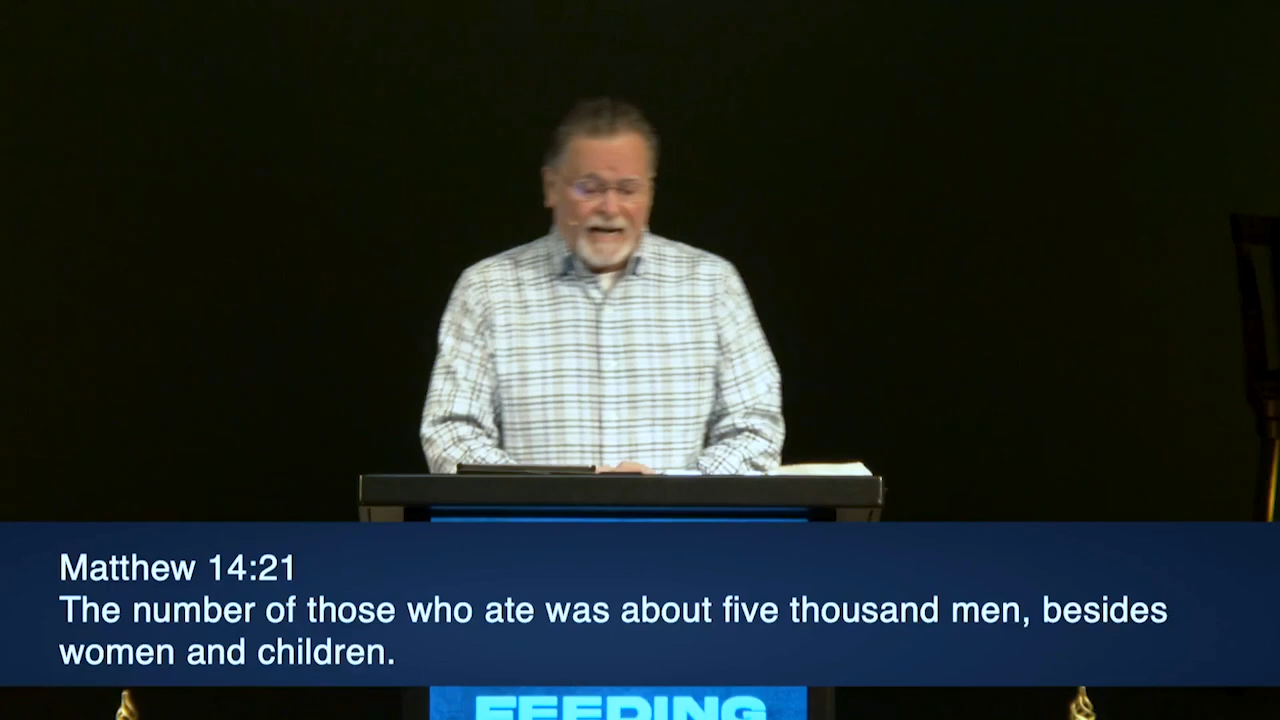 Matthew 14:21
The number of those who ate was about five thousand men, besides
women and children.
FEEDING